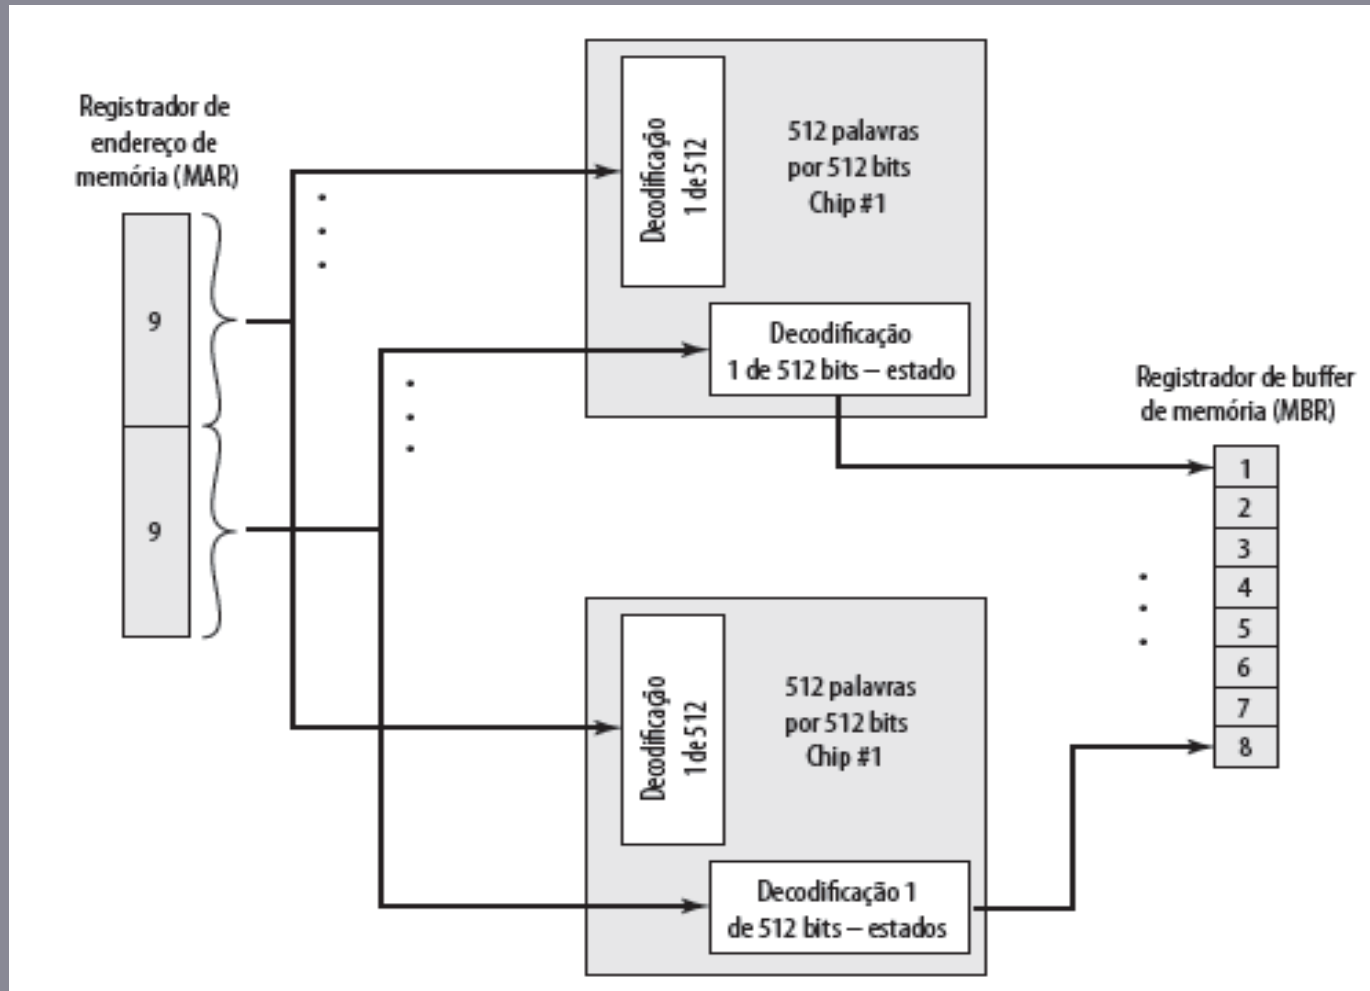 Registrador de
endereço de
memória (MAR)
9
9
Decodificação
1 de 512
512 palavras
por 512 bits
Chip #1
Decodificação
1 de 512 bits – estado
Registrador de buffer
de memória (MBR)
1
2
3
4
5
6
7
8
Decodificação
1 de 512
512 palavras
por 512 bits
Chip #1
Decodificação 1
de 512 bits – estados